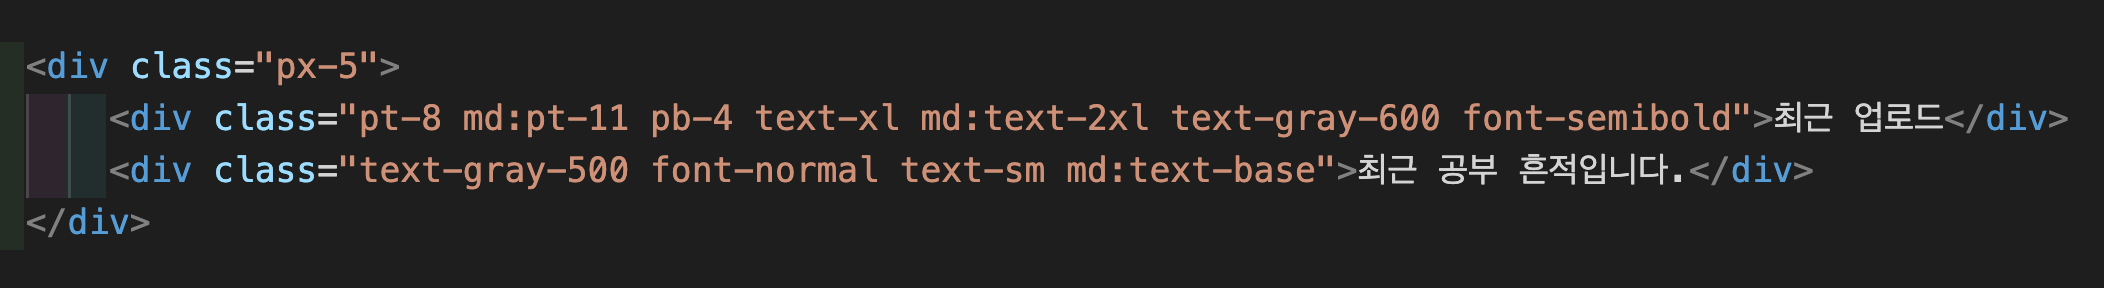 <div class="px-5">
<div class="pt-8 md:pt-11 pb-4 text-xl md:text-2xl text-gray-600 font-semibold">최근 업로드</div>
<div class="text-gray-500 font-normal text-sm md:text-base">최근 공부 흔적입니다.</div>
</div>